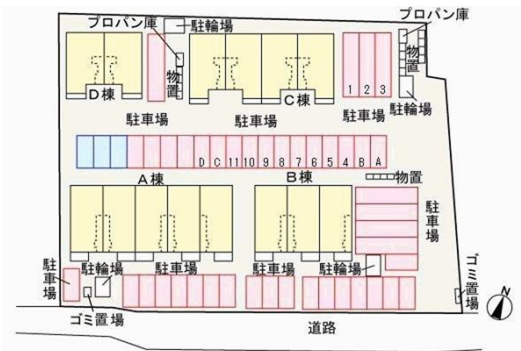 プロパン庫
駐輪場
プロパン庫
物置
物置
D棟
C棟
1 2 3
駐輪場
駐車場
駐車場
駐車場
D C 11 10 9 8 7 6 5 4 B A
A棟
B棟
物置
駐車場
駐車場
駐輪場
駐車場
駐車場
駐輪場
ゴミ置場
ゴミ置場
道路
N